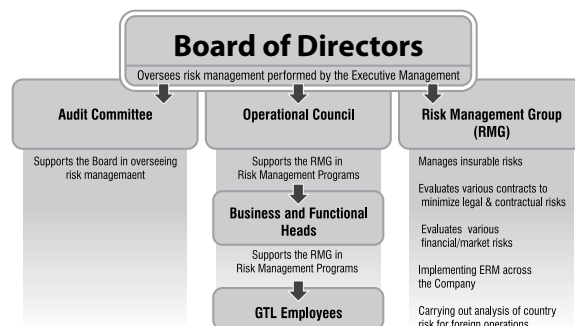 Board of Directors
Oversees risk management performed by the Executive Management
Audit Committee
Supports the Board in overseeing
risk managemaent
Operational Council
Supports the RMG in
Risk Management Programs
Business and Functional
Heads
Supports the RMG in
Risk Management Programs
GTL Employees
Risk Management Group
(RMG)
Manages insurable risks
Evaluates various contracts to
minimize legal & contractual risks
Evaluates various
financial/market risks
Implementing ERM across
the Company
Carrying out analysis of country
risk for foreign operations